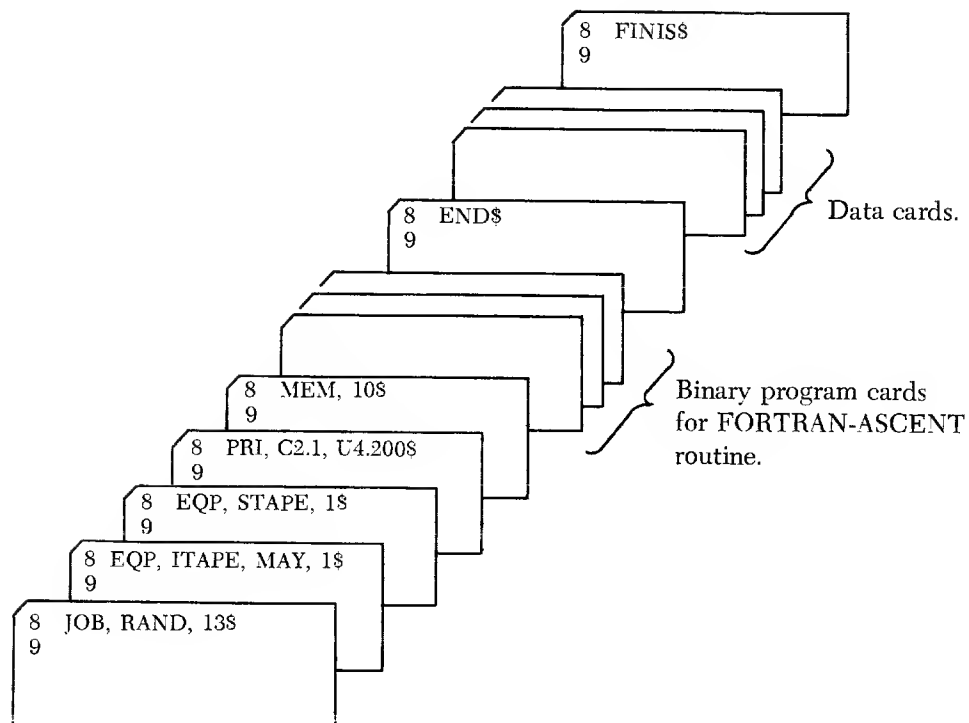 8 FINIS$
9
Data cards.
8 END$
9
8 MEM, 10$
9
Binary program cards
for FORTRAN-ASCENT
routine.
8 PRI, C2.1, U4.200$
9
8 EQP, STAPE, 1$
9
8 EQP, ITAPE, MAY, 1$
9
8 JOB, RAND, 13$
9